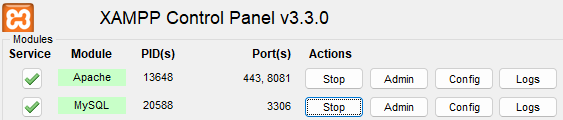 XAMPP Control Panel v3.3.0
Modules
Service Module PID(s) Port(s) Actions
Apache 13648 443, 8081 Stop Admin Config Logs
MySQL 20588 3306 Stop Admin Config Logs